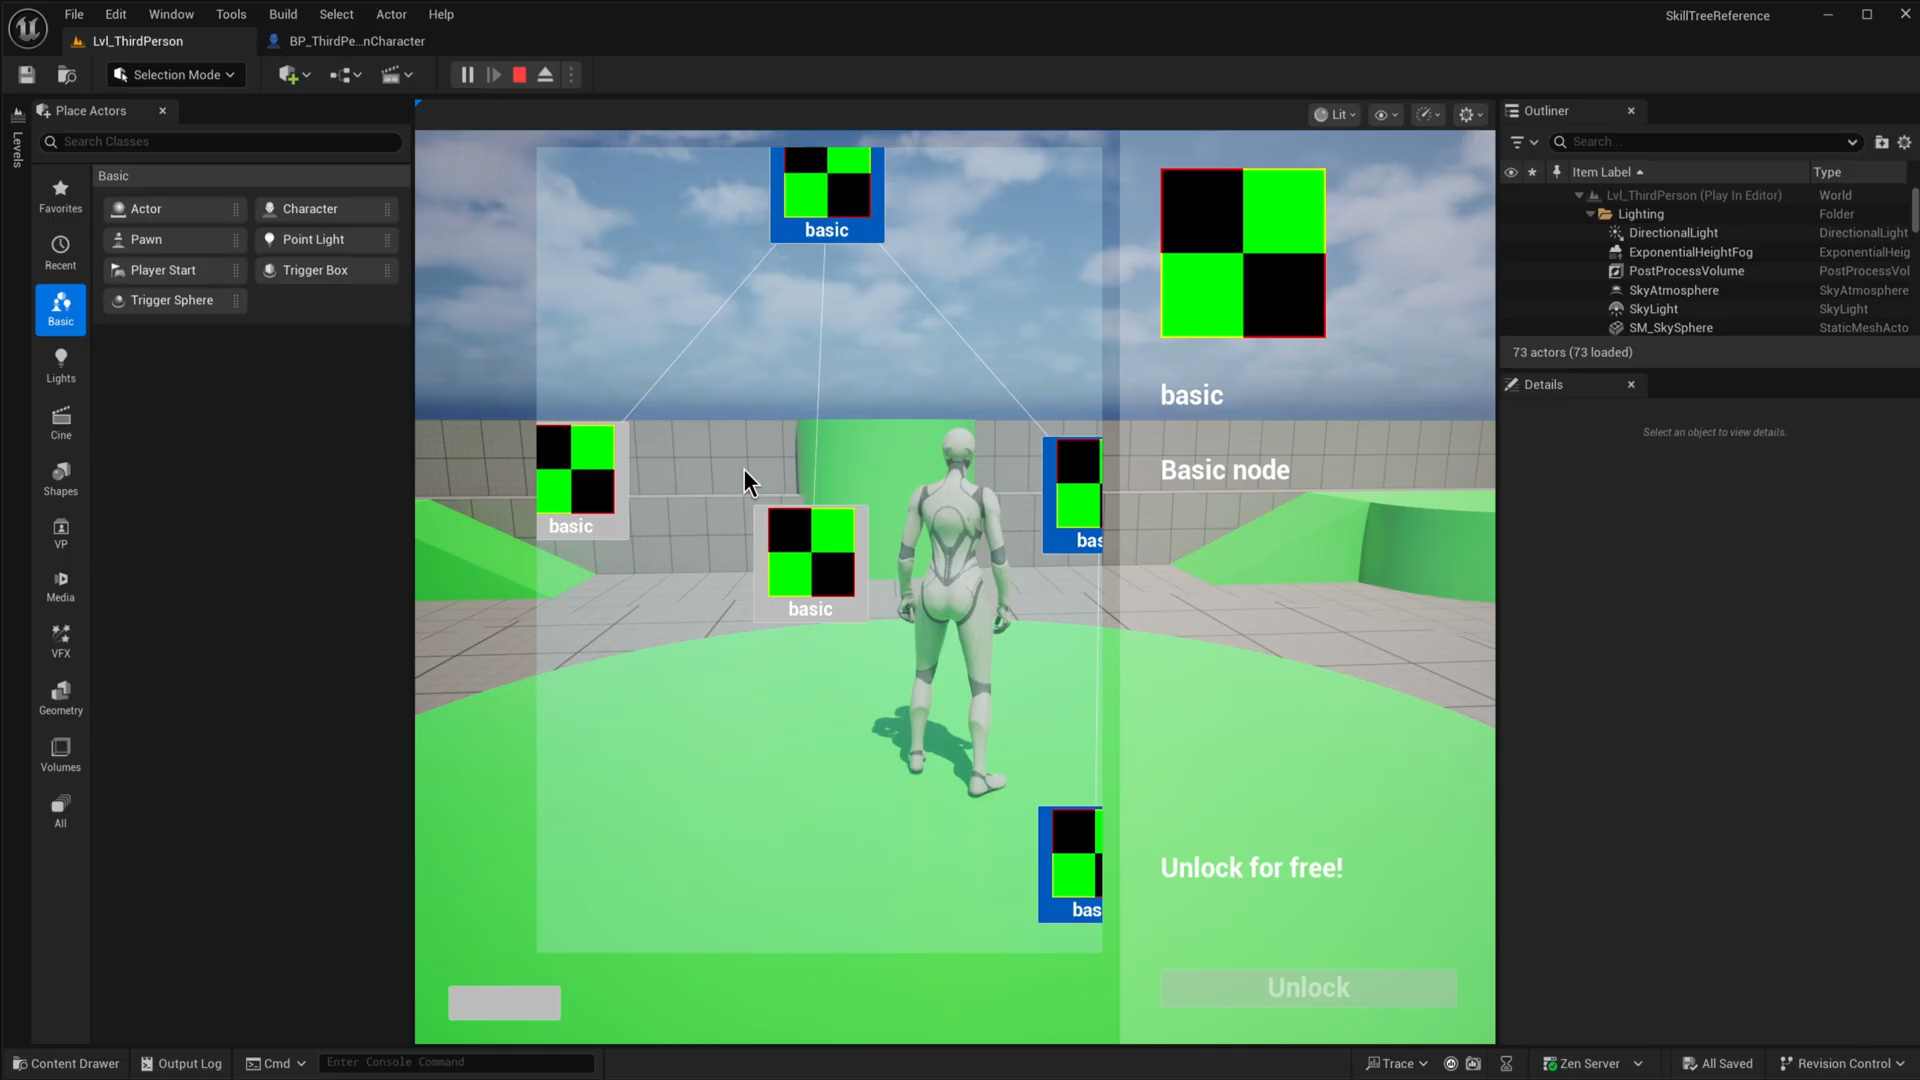 File Edit Window Tools Build Select Actor Help
SkillTreeReference
Lvl_ThirdPerson
BP_ThirdPe...nCharacter
Selection Mode
Levels
Place Actors
Search Classes
Favorites
Recent
Basic
Lights
Cine
Shapes
VP
Media
VFX
Geometry
Volumes
All
Basic
Actor
Character
Pawn
Point Light
Player Start
Trigger Box
Trigger Sphere
Lit
basic
basic
basic
bas
bas
basic
Basic node
Unlock for free!
Unlock
Outliner
Search...
Item Label Type
Lvl_ThirdPerson (Play In Editor) World
Lighting Folder
DirectionalLight DirectionalLight
ExponentialHeightFog ExponentialHeig
PostProcessVolume PostProcessVol
SkyAtmosphere SkyAtmosphere
SkyLight SkyLight
SM_SkySphere StaticMeshActo
73 actors (73 loaded)
Details
Select an object to view details.
Content Drawer
Output Log
Cmd
Enter Console Command
Trace
Zen Server
All Saved
Revision Control